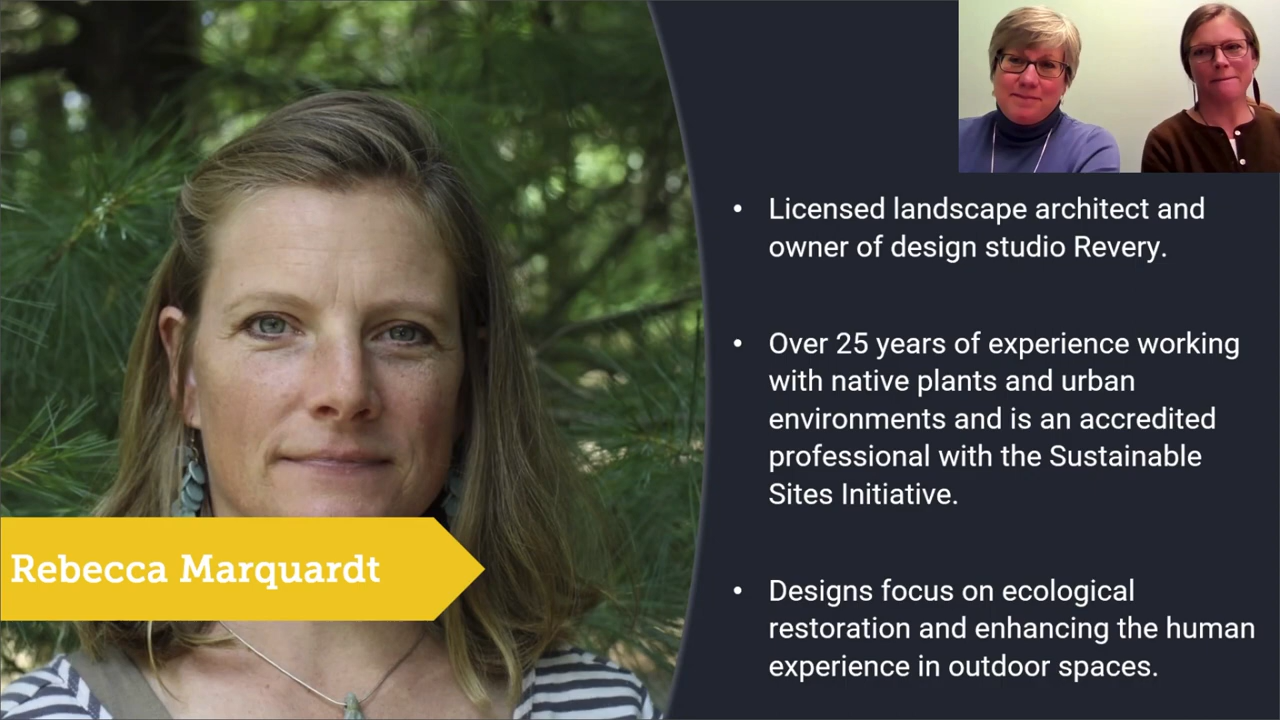 Rebecca Marquardt
• Licensed landscape architect and
owner of design studio Revery.
• Over 25 years of experience working
with native plants and urban
environments and is an accredited
professional with the Sustainable
Sites Initiative.
• Designs focus on ecological
restoration and enhancing the human
experience in outdoor spaces.